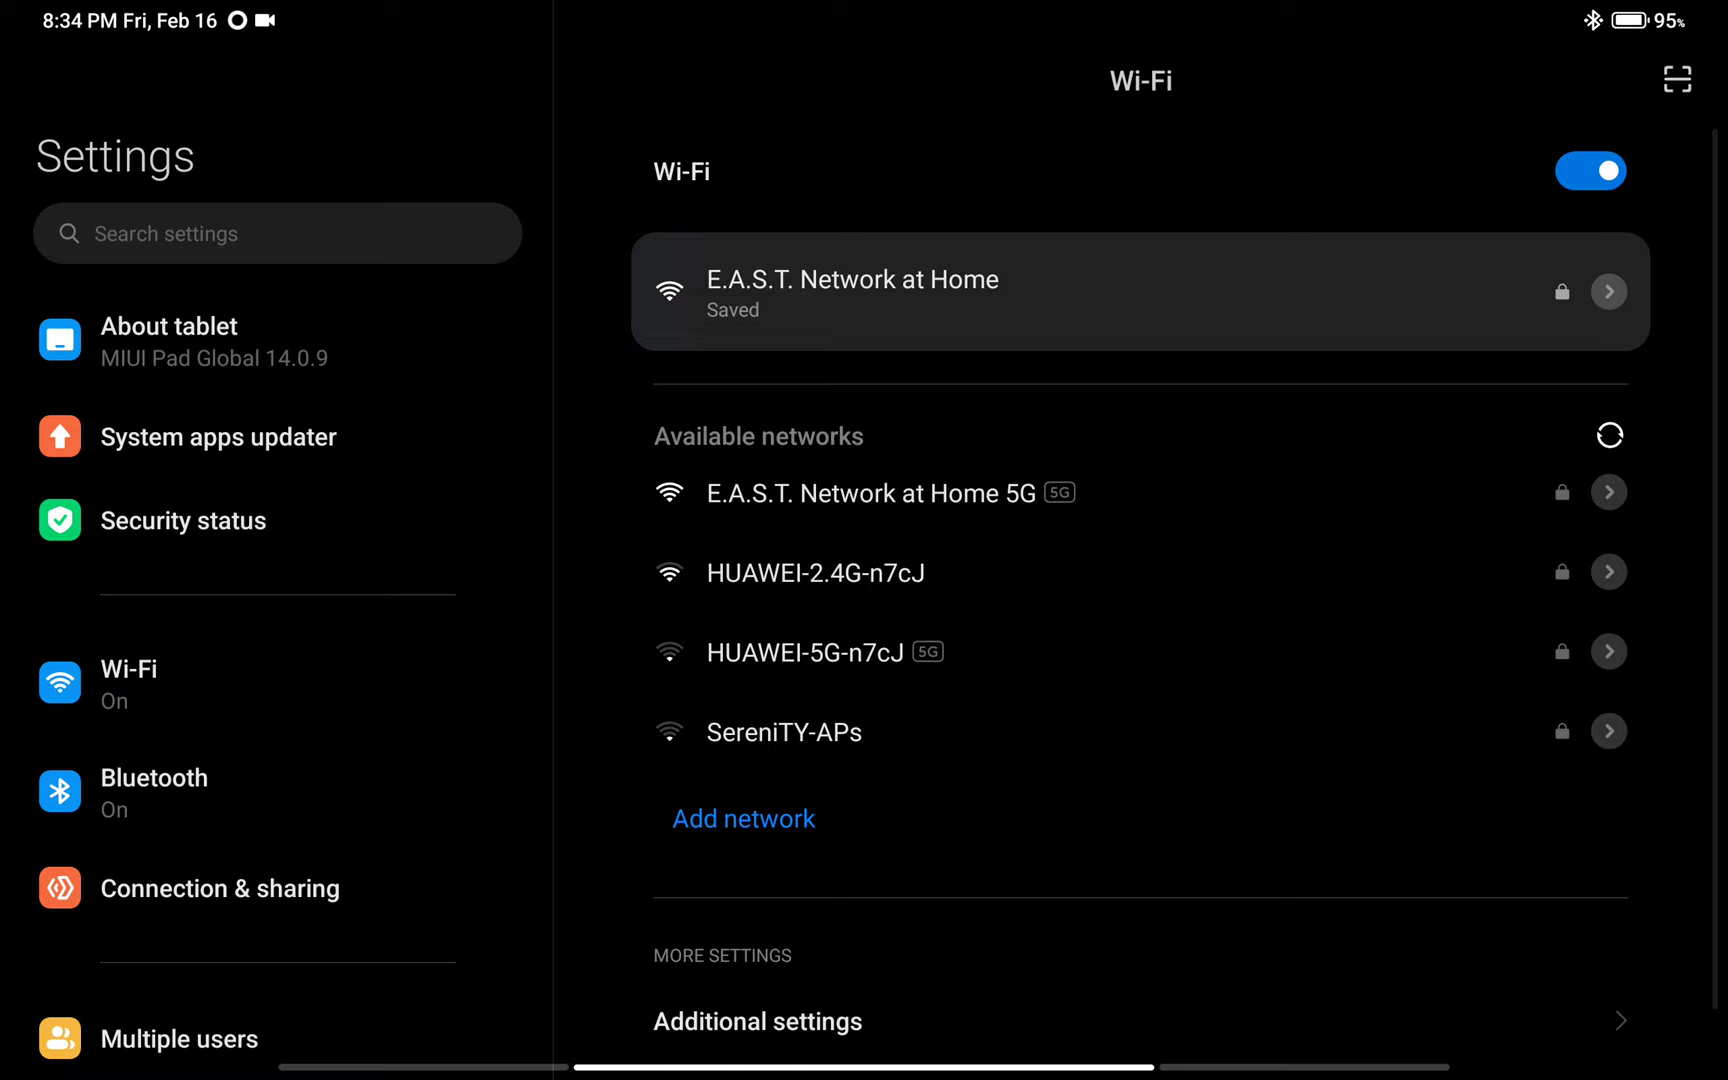 8:34 PM Fri, Feb 16
95%
Settings
Search settings
About tablet
MIUI Pad Global 14.0.9
System apps updater
Security status
Wi-Fi
On
Bluetooth
On
Connection & sharing
Multiple users
Wi-Fi
Wi-Fi
E.A.S.T. Network at Home
Saved
Available networks
E.A.S.T. Network at Home 5G 5G
HUAWEI-2.4G-n7cJ
HUAWEI-5G-n7cJ 5G
SereniTY-APs
Add network
MORE SETTINGS
Additional settings